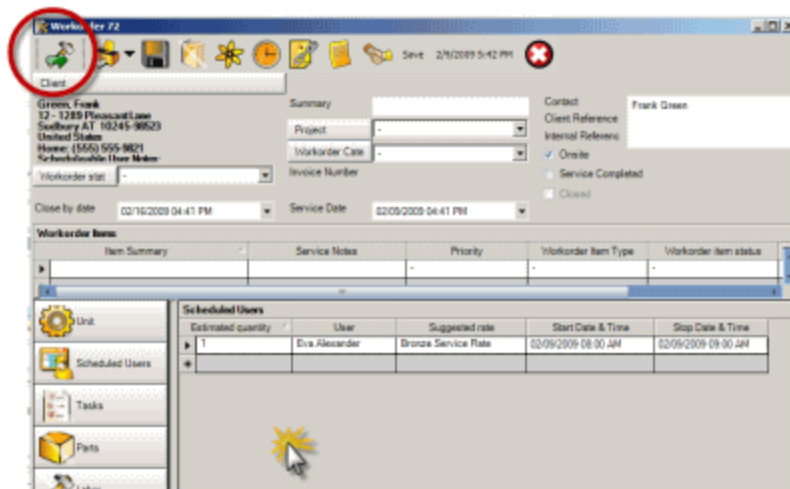 Workorder 72
Save 2/9/2009 5:42 PM
Client
Green, Frank
12 - 1289 Pleasant Lane
Sudbury AT 10245-98523
United States
Home: (555) 555-9821
Scheduleable User Notes:
Workorder stat -
Close by date 02/16/2009 04:41 PM
Summary
Project -
Workorder Cate -
Invoice Number
Service Date 02/09/2009 04:41 PM
Contact Frank Green
Client Reference
Internal Referenc
Onsite
Service Completed
Closed
Workorder Items
Item Summary Service Notes Priority Workorder Item Type Workorder item status
- - -
Unit
Scheduled Users
Tasks
Parts
Labor
Scheduled Users
Estimated quantity User Suggested rate Start Date & Time Stop Date & Time
1 Eva Alexander Bronze Service Rate 02/09/2009 08:00 AM 02/09/2009 09:00 AM